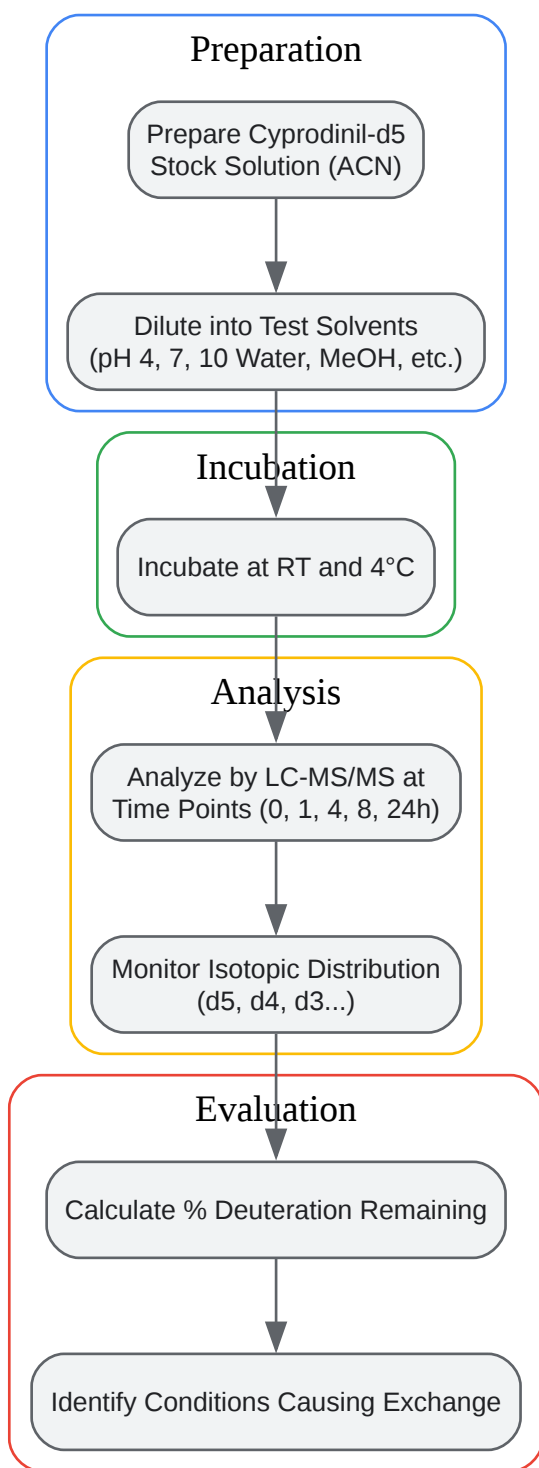 Preparation
Prepare Cyprodinil-d5
Stock Solution (ACN)
Dilute into Test Solvents
(pH 4, 7, 10 Water, MeOH, etc.)
Incubation
Incubate at RT and 4°C
Analysis
Analyze by LC-MS/MS at
Time Points (0, 1, 4, 8, 24h)
Monitor Isotopic Distribution
(d5, d4, d3...)
Evaluation
Calculate % Deuteration Remaining
Identify Conditions Causing Exchange